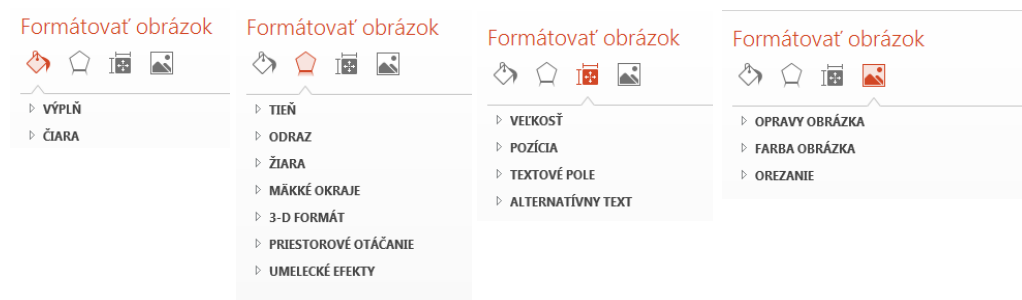 Formátovať obrázok
VÝPLŇ
ČIARA
Formátovať obrázok
TIEŇ
ODRAZ
ŽIARA
MÄKKÉ OKRAJE
3-D FORMÁT
PRIESTOROVÉ OTÁČANIE
UMELECKÉ EFEKTY
Formátovať obrázok
VEĽKOSŤ
POZÍCIA
TEXTOVÉ POLE
ALTERNATÍVNY TEXT
Formátovať obrázok
OPRAVY OBRÁZKA
FARBA OBRÁZKA
OREZANIE